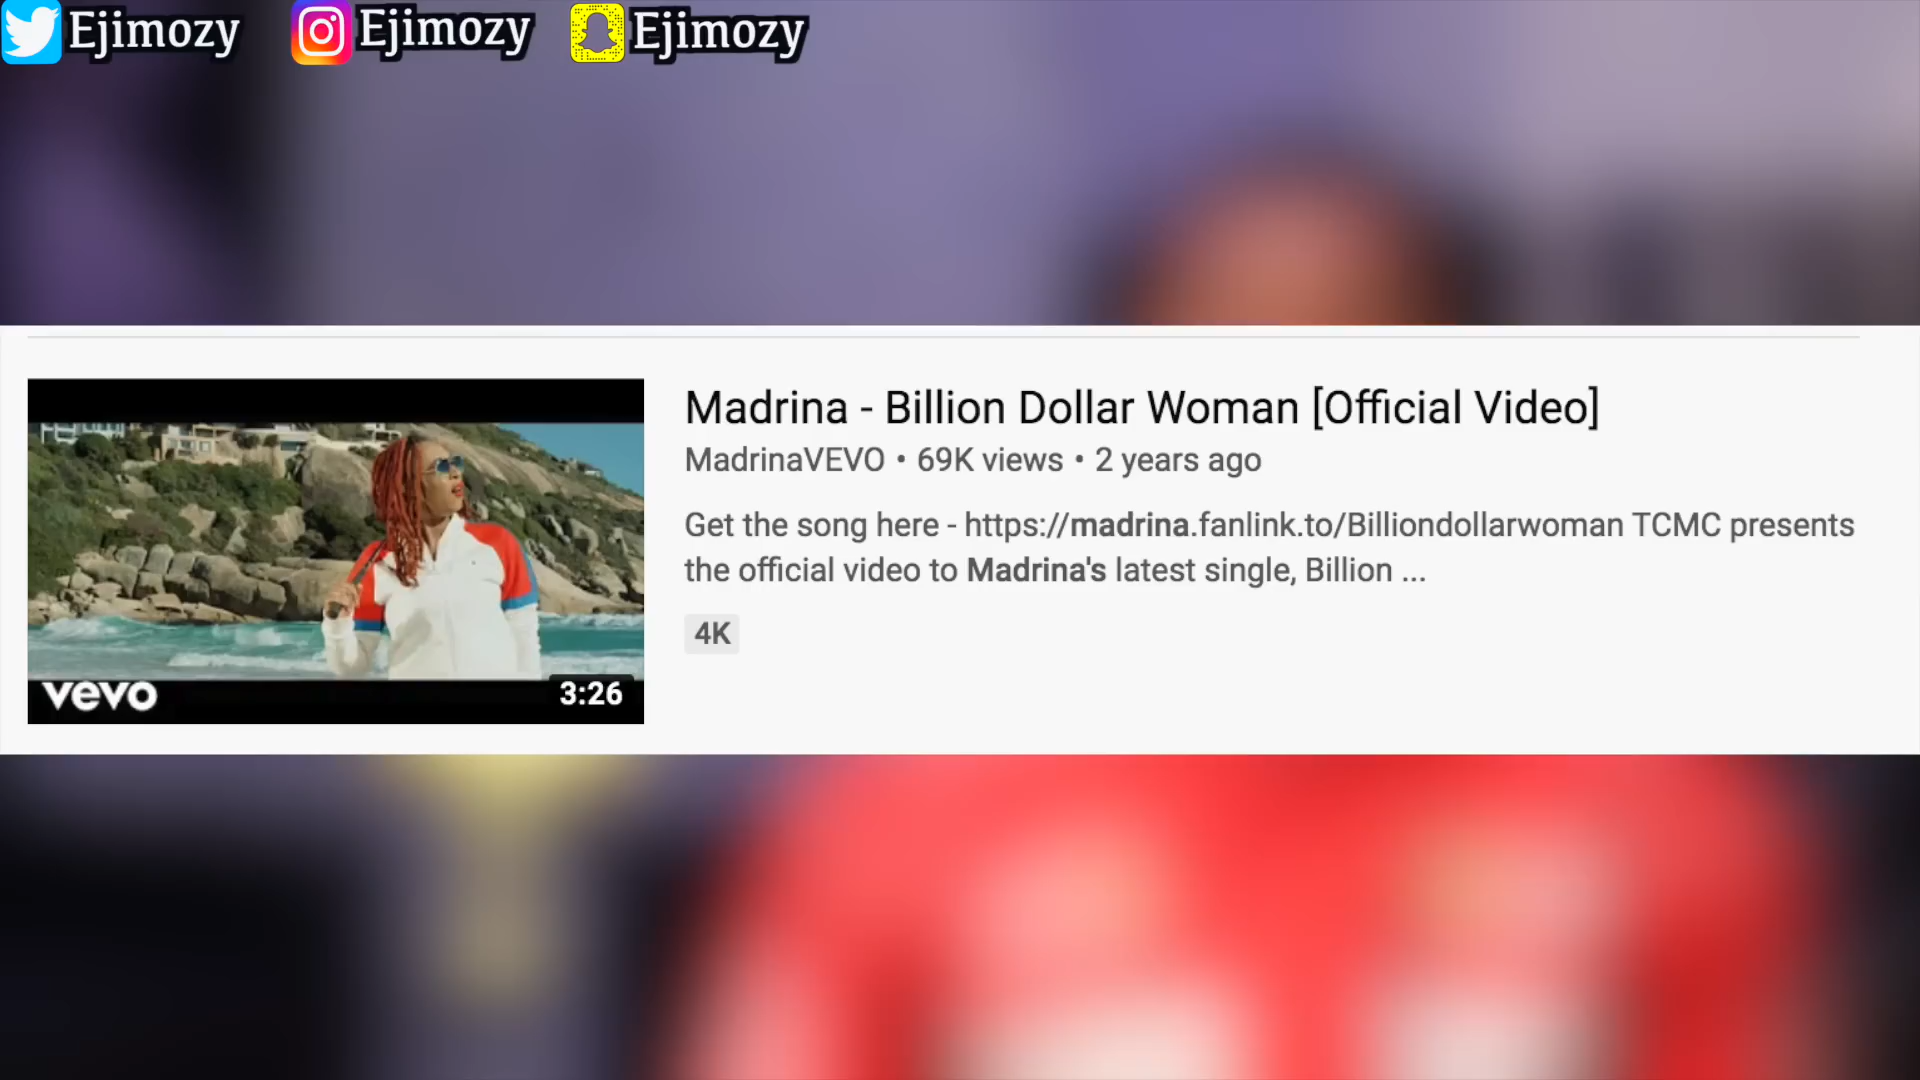 Ejimozy Ejimozy Ejimozy
Madrina - Billion Dollar Woman [Official Video]
MadrinaVEVO • 69K views • 2 years ago
Get the song here - https://madrina.fanlink.to/Billiondollarwoman TCMC presents
the official video to Madrina's latest single, Billion ...
4K
vevo
3:26